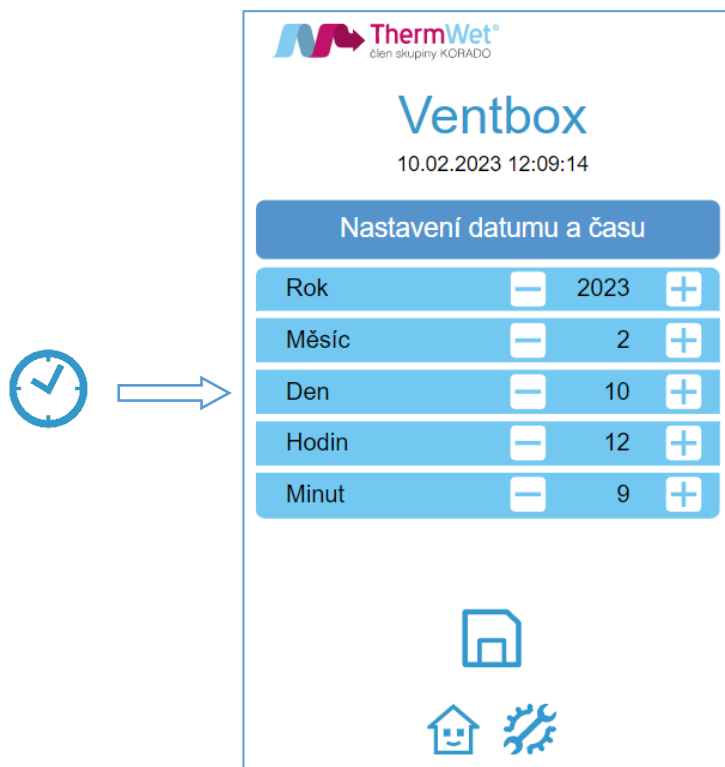 ThermWet®
člen skupiny KORADO
Ventbox
10.02.2023 12:09:14
Nastavení datumu a času
Rok 2023
Měsíc 2
Den 10
Hodin 12
Minut 9